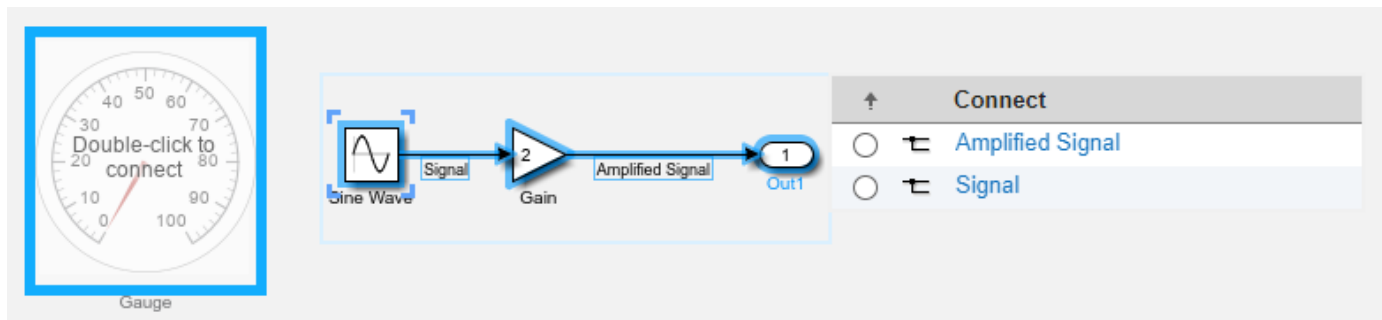 50
40 60
30 70
Double-click to
connect
20 80
10 90
0 100
Gauge
Signal
2
Amplified Signal
1
Out1
Sine Wave
Gain
Connect
Amplified Signal
Signal